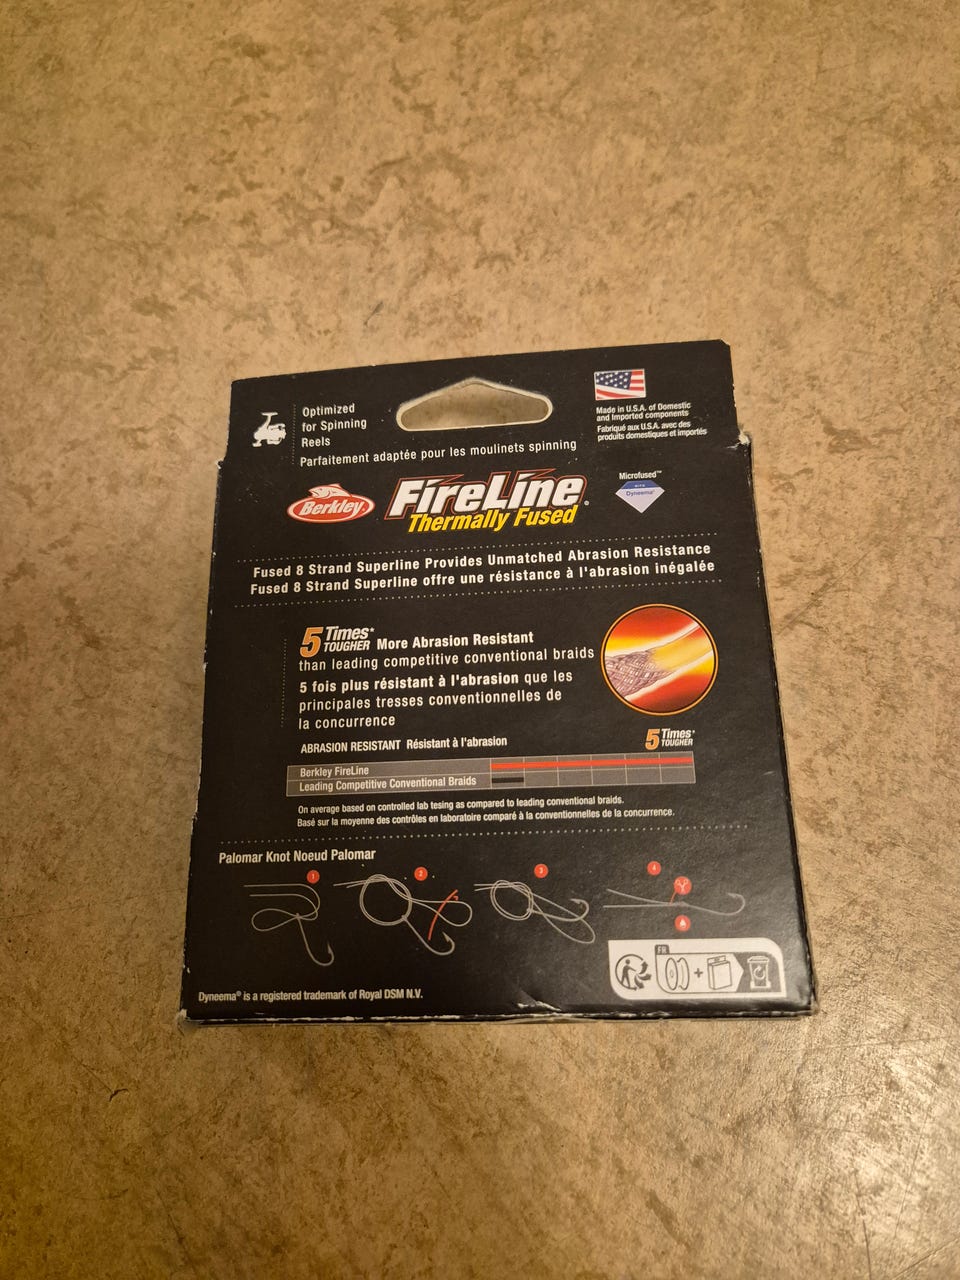 Optimized
for Spinning
Reels
Parfaitement adaptée pour les moulinets spinning
Made in U.S.A. of Domestic
and Imported components
Fabriqué aux U.S.A. avec des
produits domestiques et importés
Berkley®
FireLine®
Thermally Fused
Microfused™
WITH
Dyneema®
Fused 8 Strand Superline Provides Unmatched Abrasion Resistance
Fused 8 Strand Superline offre une résistance à l'abrasion inégalée
5 Times* TOUGHER More Abrasion Resistant
than leading competitive conventional braids
5 fois plus résistant à l'abrasion que les
principales tresses conventionnelles de
la concurrence
ABRASION RESISTANT Résistant à l'abrasion
5 Times* TOUGHER
Berkley FireLine
Leading Competitive Conventional Braids
On average based on controlled lab tesing as compared to leading conventional braids.
Basé sur la moyenne des contrôles en laboratoire comparé à la conventionnelles de la concurrence.
Palomar Knot Noeud Palomar
1
2
3
4
FR
+
Dyneema® is a registered trademark of Royal DSM N.V.